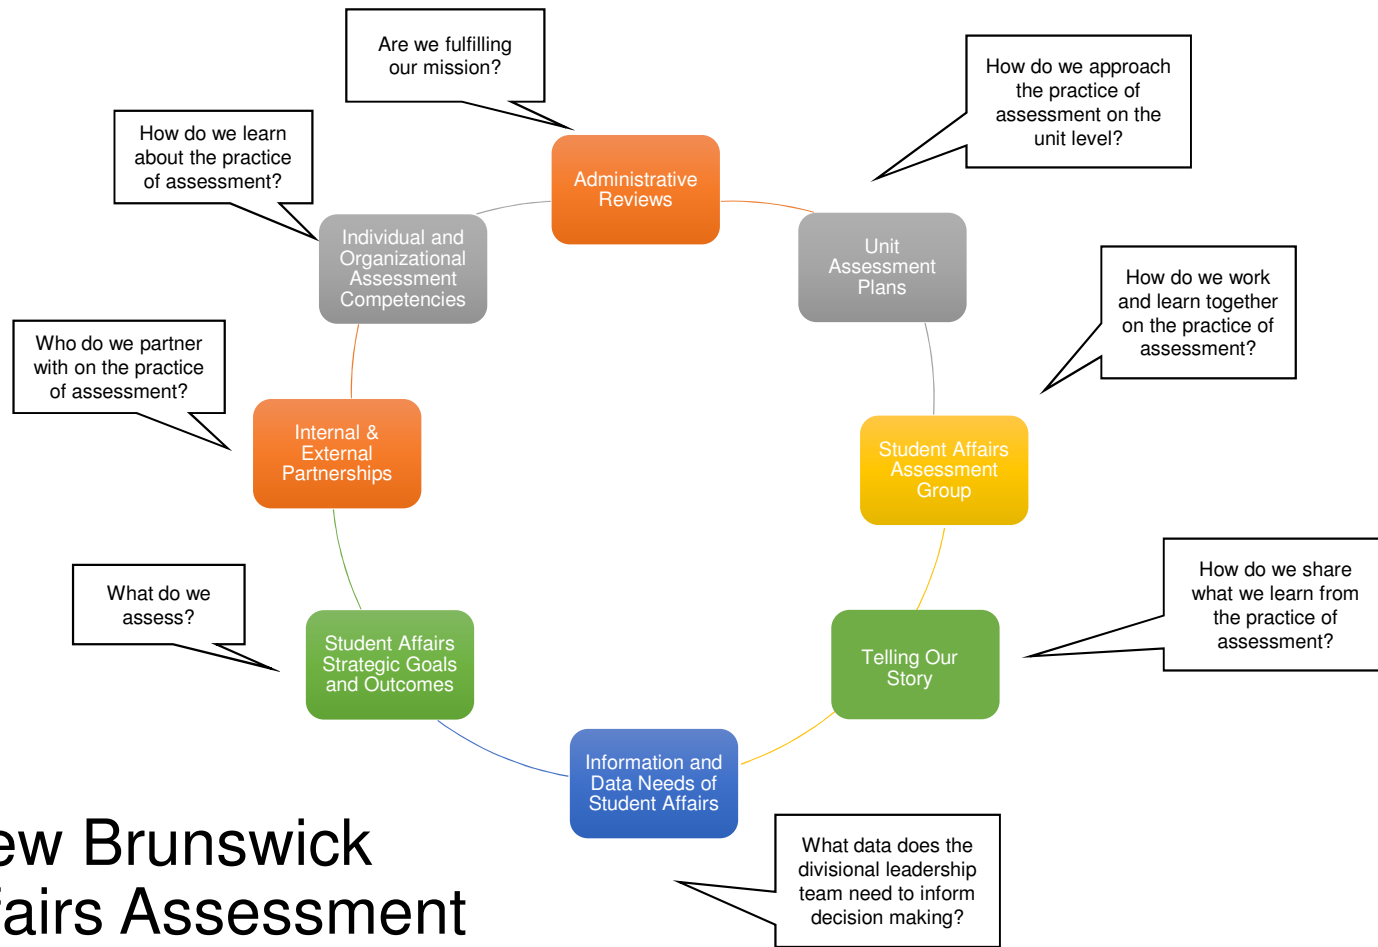 Are we fulfilling
our mission?
How do we approach
the practice of
assessment on the
unit level?
How do we learn
about the practice
of assessment?
Administrative
Reviews
Individual and
Organizational
Assessment
Competencies
Unit
Assessment
Plans
How do we work
and learn together
on the practice of
assessment?
Who do we partner
with on the practice
of assessment?
Internal &
External
Partnerships
Student Affairs
Assessment
Group
What do we
assess?
How do we share
what we learn from
the practice of
assessment?
Student Affairs
Strategic Goals
and Outcomes
Telling Our
Story
Information and
Data Needs of
Student Affairs
What data does the
divisional leadership
team need to inform
decision making?
ew Brunswick
fairs Assessment